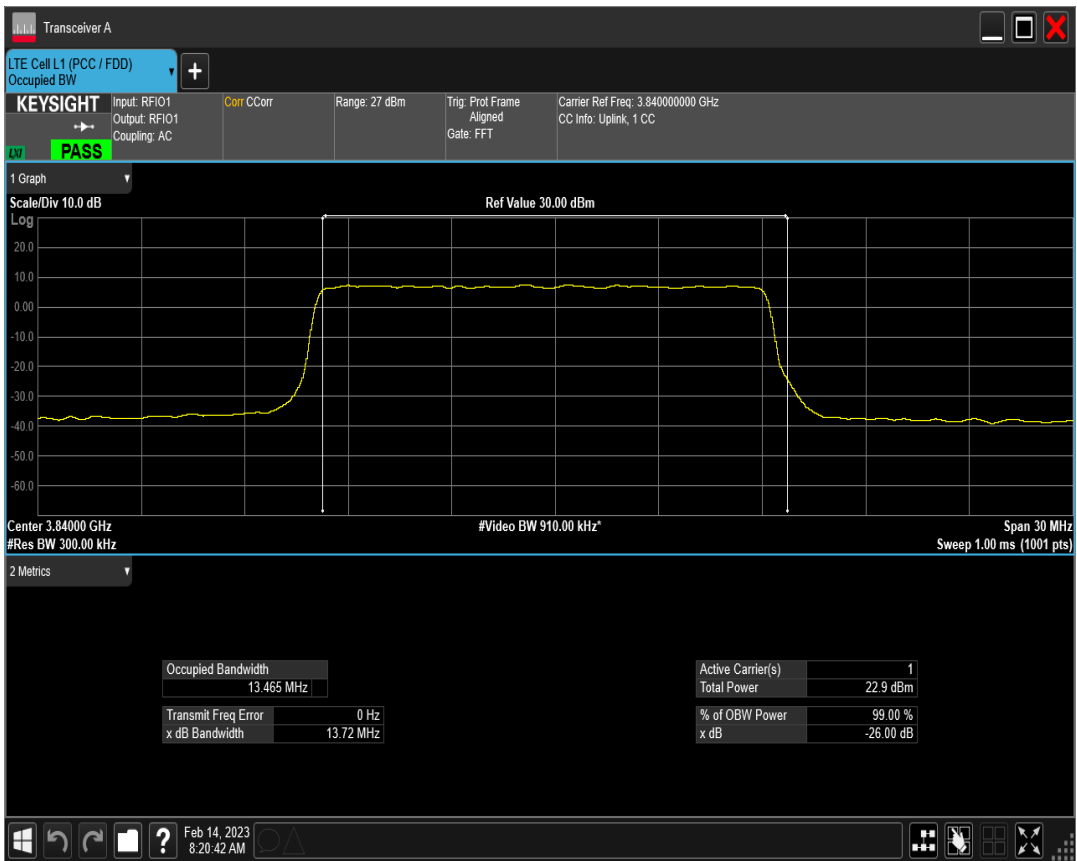 Transceiver A
LTE Cell L1 (PCC / FDD)
Occupied BW
KEYSIGHT
LXI
PASS
Input: RFIO1
Output: RFIO1
Coupling: AC
Corr CCorr
Range: 27 dBm
Trig: Prot Frame
Aligned
Gate: FFT
Carrier Ref Freq: 3.840000000 GHz
CC Info: Uplink, 1 CC
1 Graph
Scale/Div 10.0 dB
Ref Value 30.00 dBm
Log
20.0
10.0
0.00
-10.0
-20.0
-30.0
-40.0
-50.0
-60.0
Center 3.84000 GHz
#Video BW 910.00 kHz*
Span 30 MHz
#Res BW 300.00 kHz
Sweep 1.00 ms (1001 pts)
2 Metrics
Occupied Bandwidth
13.465 MHz
Transmit Freq Error 0 Hz
x dB Bandwidth 13.72 MHz
Active Carrier(s) 1
Total Power 22.9 dBm
% of OBW Power 99.00 %
x dB -26.00 dB
?
Feb 14, 2023
8:20:42 AM